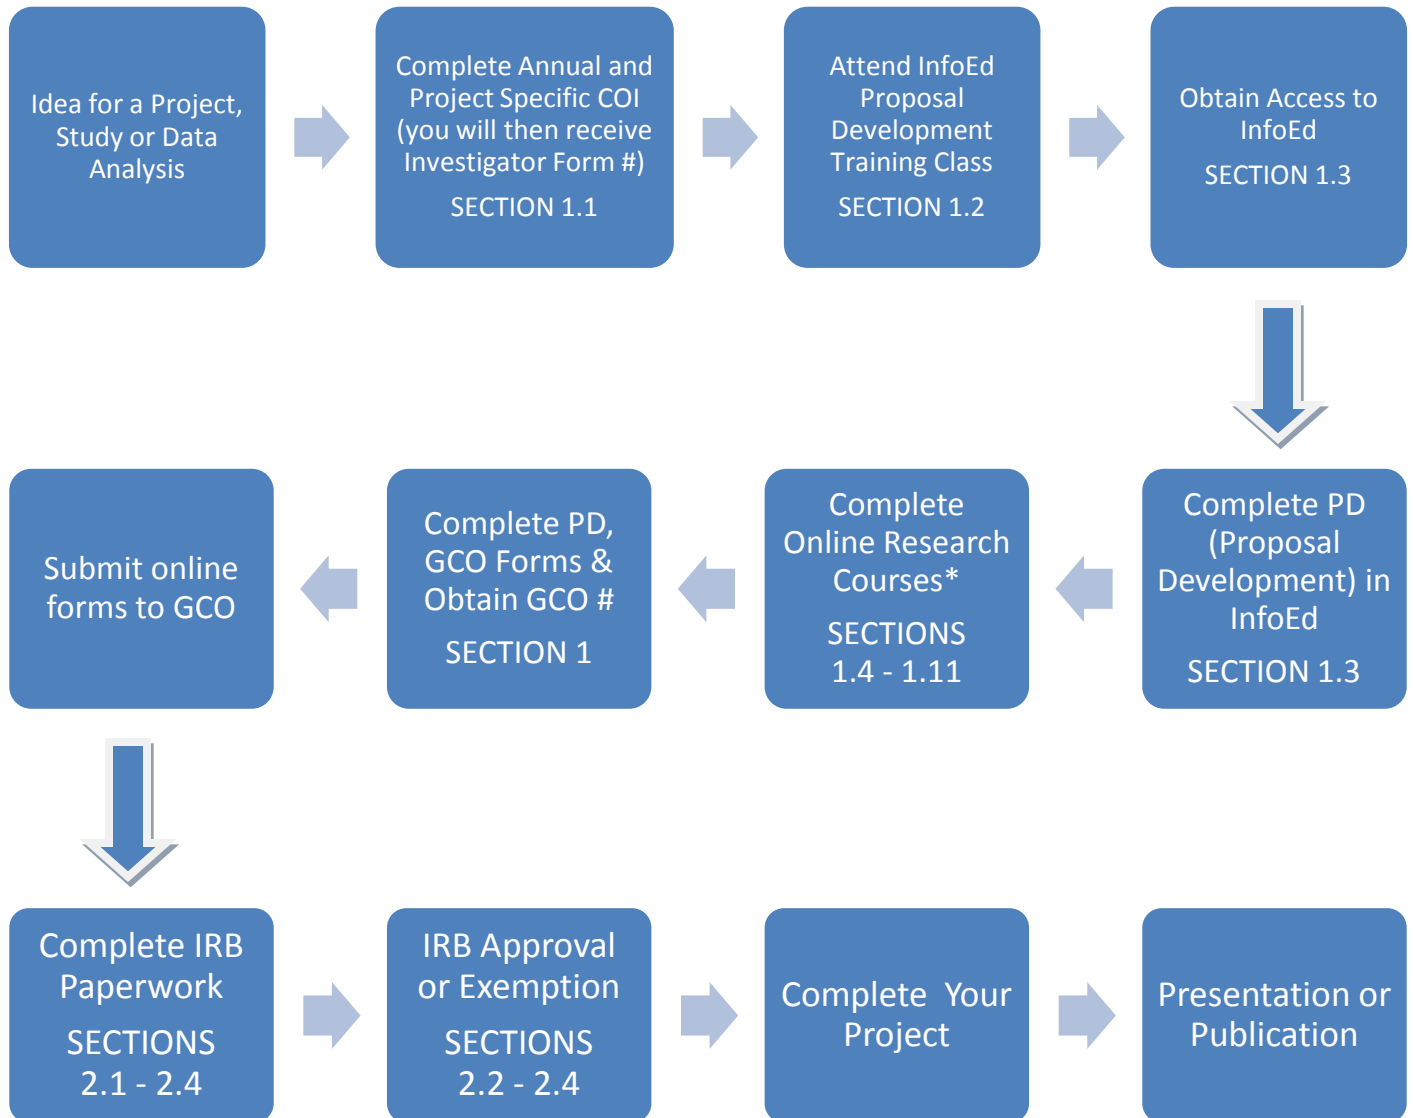 Idea for a Project,
Study or Data
Analysis
Complete Annual and
Project Specific COI
(you will then receive
Investigator Form #)
SECTION 1.1
Attend InfoEd
Proposal
Development
Training Class
SECTION 1.2
Obtain Access to
InfoEd
SECTION 1.3
Complete PD
(Proposal
Development) in
InfoEd
SECTION 1.3
Complete
Online Research
Courses*
SECTIONS
1.4 - 1.11
Complete PD,
GCO Forms &
Obtain GCO #
SECTION 1
Submit online
forms to GCO
Complete IRB
Paperwork
SECTIONS
2.1 - 2.4
IRB Approval
or Exemption
SECTIONS
2.2 - 2.4
Complete Your
Project
Presentation or
Publication